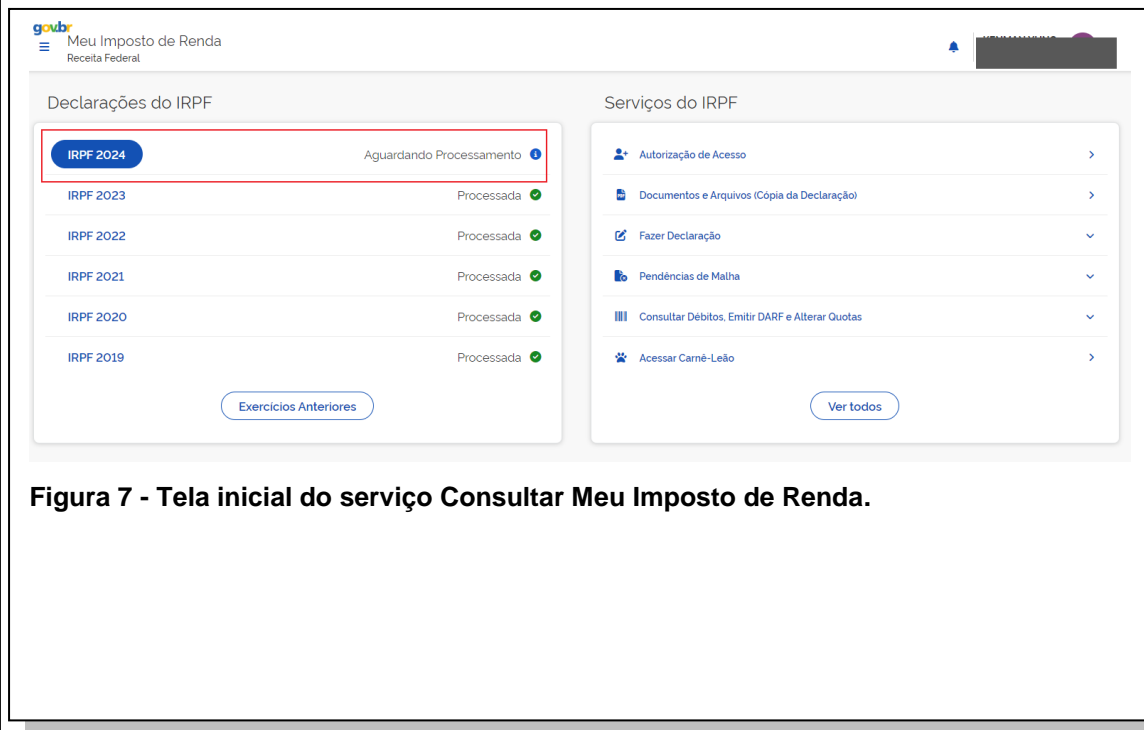 gov.br
Meu Imposto de Renda
Receita Federal
Declarações do IRPF
IRPF 2024 Aguardando Processamento
IRPF 2023 Processada
IRPF 2022 Processada
IRPF 2021 Processada
IRPF 2020 Processada
IRPF 2019 Processada
Exercícios Anteriores
Serviços do IRPF
Autorização de Acesso
Documentos e Arquivos (Cópia da Declaração)
Fazer Declaração
Pendências de Malha
Consultar Débitos, Emitir DARF e Alterar Quotas
Acessar Carnê-Leão
Ver todos
Figura 7 - Tela inicial do serviço Consultar Meu Imposto de Renda.